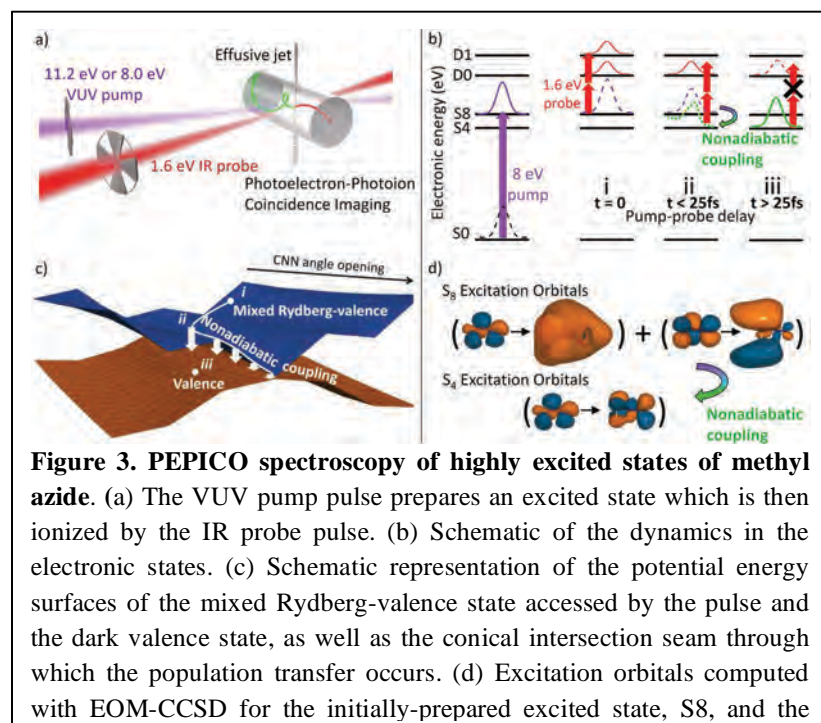 a)
Effusive jet
11.2 eV or 8.0 eV
VUV pump
1.6 eV IR probe
Photoelectron-Photoion
Coincidence Imaging
b)
Electronic energy (eV)
D1
D0
S8
S4
S0
1.6 eV
probe
8 eV
pump
Nonadiabatic
coupling
i
t = 0
ii
t < 25fs
iii
t > 25fs
Pump-probe delay
c)
CNN angle opening
i
Mixed Rydberg-valence
ii
Nonadiabatic coupling
iii
Valence
d)
S8 Excitation Orbitals
( → ) + ( → )
S4 Excitation Orbitals
( → )
Nonadiabatic
coupling
Figure 3. PEPICO spectroscopy of highly excited states of methyl
azide. (a) The VUV pump pulse prepares an excited state which is then
ionized by the IR probe pulse. (b) Schematic of the dynamics in the
electronic states. (c) Schematic representation of the potential energy
surfaces of the mixed Rydberg-valence state accessed by the pulse and
the dark valence state, as well as the conical intersection seam through
which the population transfer occurs. (d) Excitation orbitals computed
with EOM-CCSD for the initially-prepared excited state, S8, and the